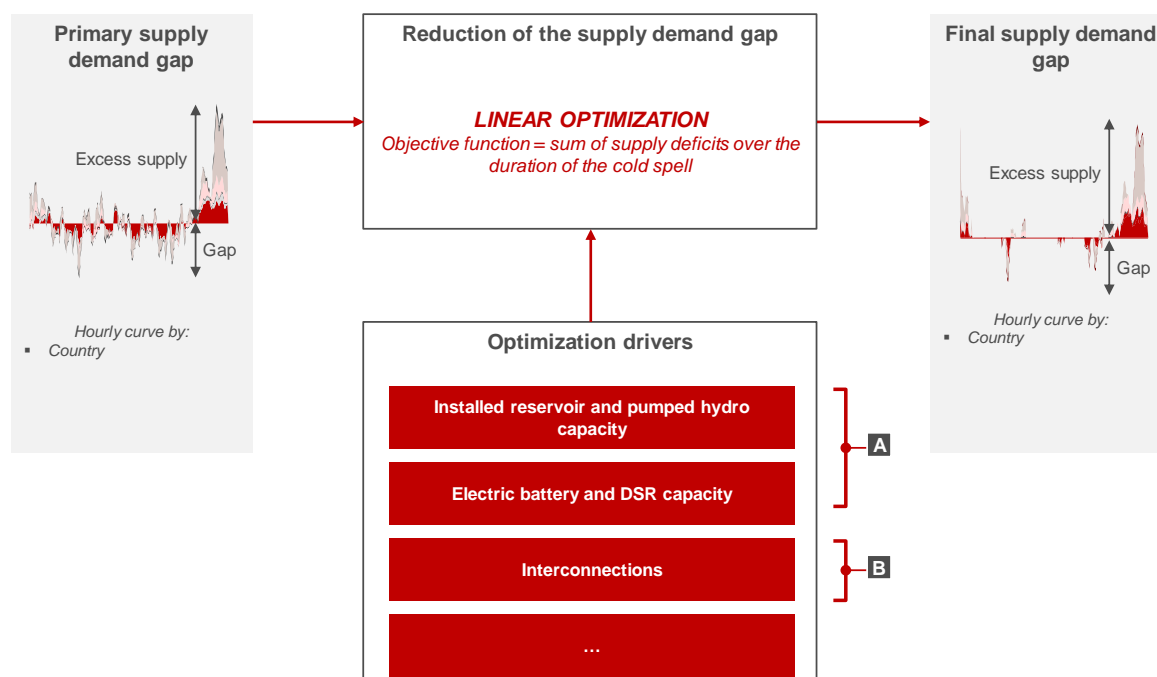 Primary supply
demand gap
Excess supply
Gap
Hourly curve by:
▪ Country
Reduction of the supply demand gap
LINEAR OPTIMIZATION
Objective function = sum of supply deficits over the
duration of the cold spell
Final supply demand
gap
Excess supply
Gap
Hourly curve by:
▪ Country
Optimization drivers
Installed reservoir and pumped hydro
capacity
Electric battery and DSR capacity
A
Interconnections
B
...